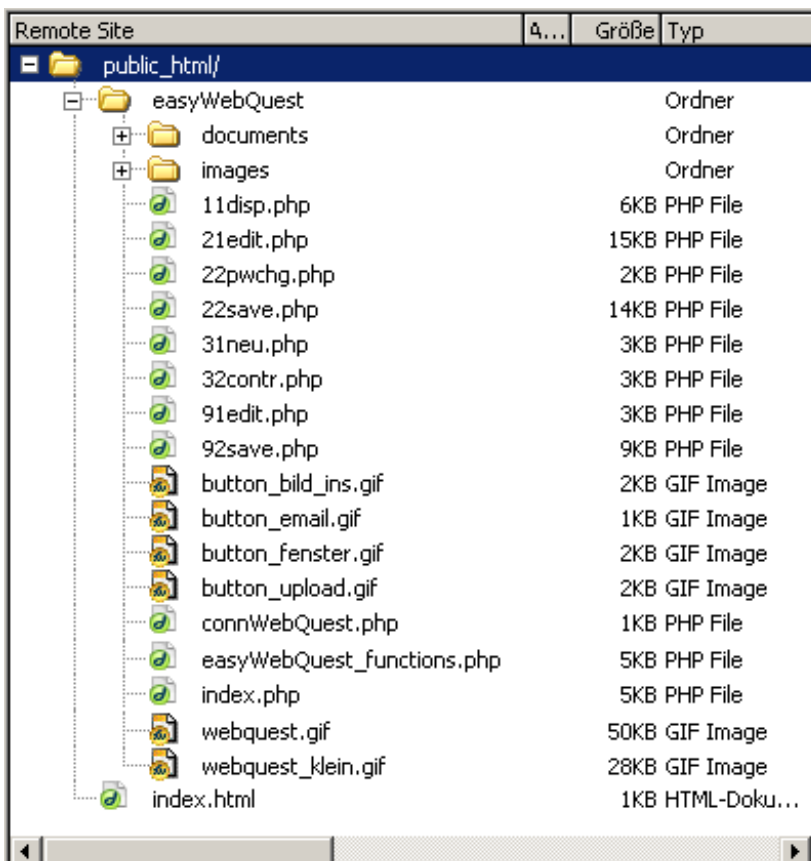 Remote Site A... Größe Typ
public_html/
easyWebQuest Ordner
documents Ordner
images Ordner
11disp.php 6KB PHP File
21edit.php 15KB PHP File
22pwchg.php 2KB PHP File
22save.php 14KB PHP File
31neu.php 3KB PHP File
32contr.php 3KB PHP File
91edit.php 3KB PHP File
92save.php 9KB PHP File
button_bild_ins.gif 2KB GIF Image
button_email.gif 1KB GIF Image
button_fenster.gif 2KB GIF Image
button_upload.gif 2KB GIF Image
connWebQuest.php 1KB PHP File
easyWebQuest_functions.php 5KB PHP File
index.php 5KB PHP File
webquest.gif 50KB GIF Image
webquest_klein.gif 28KB GIF Image
index.html 1KB HTML-Doku...